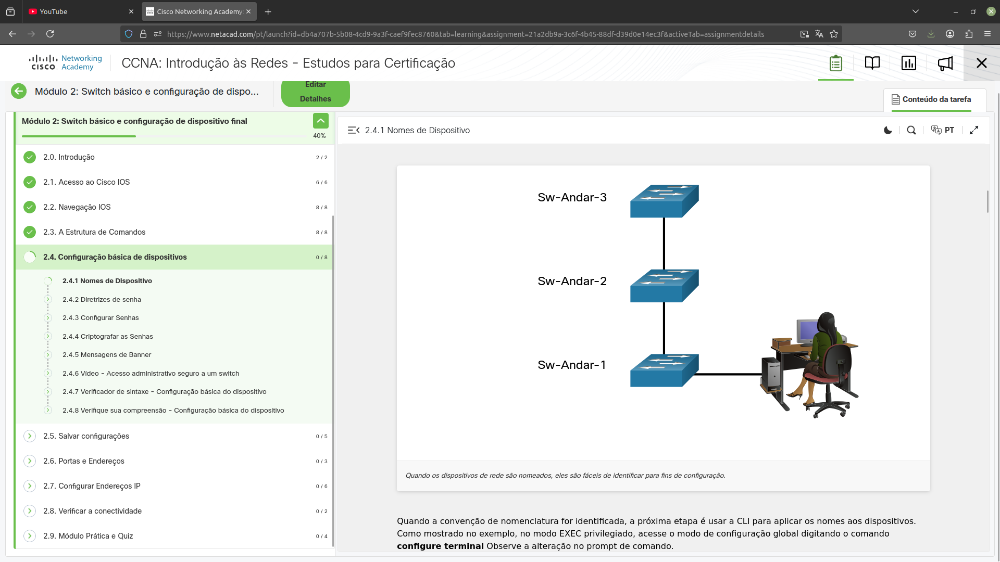 YouTube
Cisco Networking Academy
https://www.netacad.com/pt/launch?id=db4a707b-5b08-4cd9-9a3f-caef9fec8760&tab=learning&assignment=21a2db9a-3c6f-4b45-88df-d39d0e14ec3f&activeTab=assignmentdetails
cisco Networking Academy
CCNA: Introdução às Redes - Estudos para Certificação
Módulo 2: Switch básico e configuração de dispo...
Editar
Detalhes
Conteúdo da tarefa
Módulo 2: Switch básico e configuração de dispositivo final
40%
2.0. Introdução 2 / 2
2.1. Acesso ao Cisco IOS 6 / 6
2.2. Navegação IOS 8 / 8
2.3. A Estrutura de Comandos 8 / 8
2.4. Configuração básica de dispositivos 0 / 8
2.4.1 Nomes de Dispositivo
2.4.2 Diretrizes de senha
2.4.3 Configurar Senhas
2.4.4 Criptografar as Senhas
2.4.5 Mensagens de Banner
2.4.6 Vídeo - Acesso administrativo seguro a um switch
2.4.7 Verificador de sintaxe - Configuração básica do dispositivo
2.4.8 Verifique sua compreensão - Configuração básica do dispositivo
2.5. Salvar configurações 0 / 5
2.6. Portas e Endereços 0 / 3
2.7. Configurar Endereços IP 0 / 6
2.8. Verificar a conectividade 0 / 2
2.9. Módulo Prática e Quiz 0 / 4
2.4.1 Nomes de Dispositivo
PT
Sw-Andar-3
Sw-Andar-2
Sw-Andar-1
Quando os dispositivos de rede são nomeados, eles são fáceis de identificar para fins de configuração.
Quando a convenção de nomenclatura for identificada, a próxima etapa é usar a CLI para aplicar os nomes aos dispositivos.
Como mostrado no exemplo, no modo EXEC privilegiado, acesse o modo de configuração global digitando o comando
configure terminal Observe a alteração no prompt de comando.